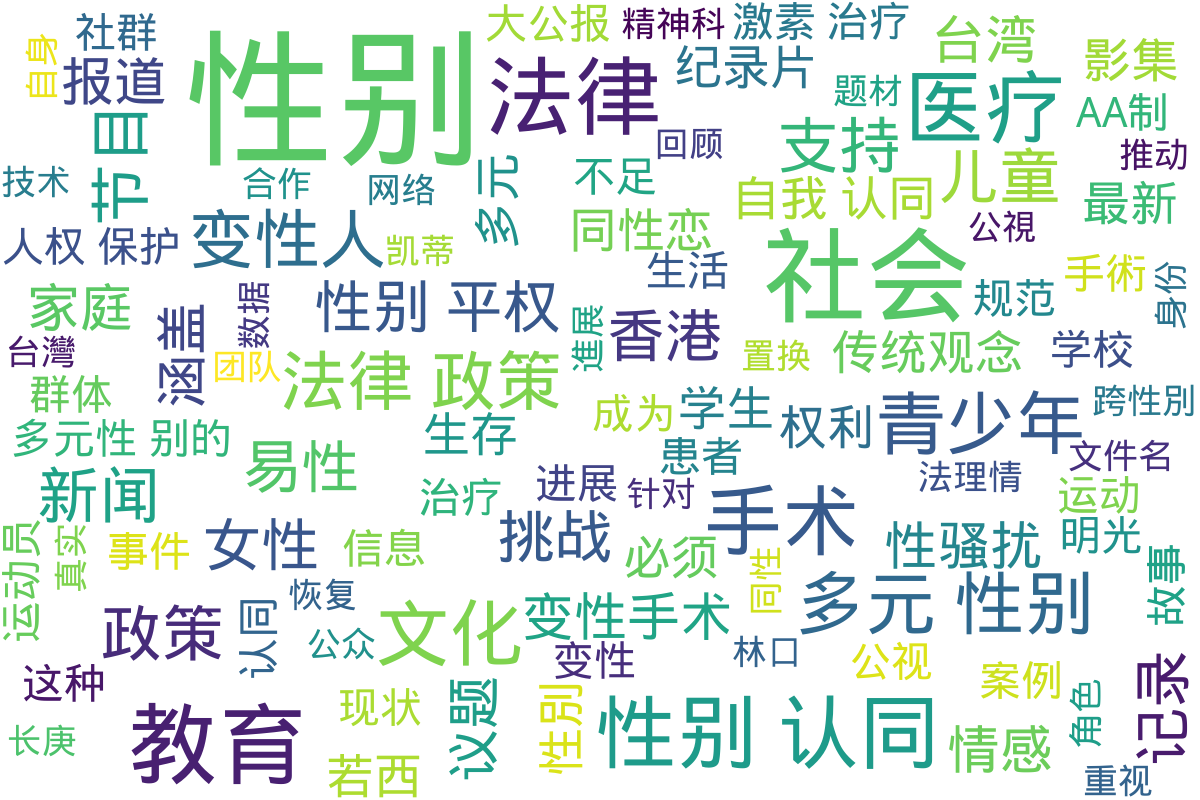 社群
自身
报道
节目
性别
大公报
精神科
激素 治疗
台湾
影集
法律
纪录片
医疗
题材
AA制
支持
回顾
推动
技术
合作
网络
多元
不足
自我 认同
儿童
最新
人权 保护
变性人
凯蒂
同性恋
生活
社会
公視
手術
身份
规范
家庭
数据
性别 平权
進展
香港
台灣
涵盖
团队
法律 政策
置换
传统观念
学校
群体
成为
学生
权利
青少年
跨性別
多元性 别的
易性
生存
患者
文件名
新闻
治疗
进展
针对
手术
法理情
运动
运动员
真实
事件
女性
信息
挑战
必须
同性
性骚扰
明光
故事
政策
认同
恢复
公众
文化
变性手术
多元 性别
这种
变性
林口
公视
案例
记录
长庚
教育
现状
若西
议题
性别
性别 认同
情感
角色
重视